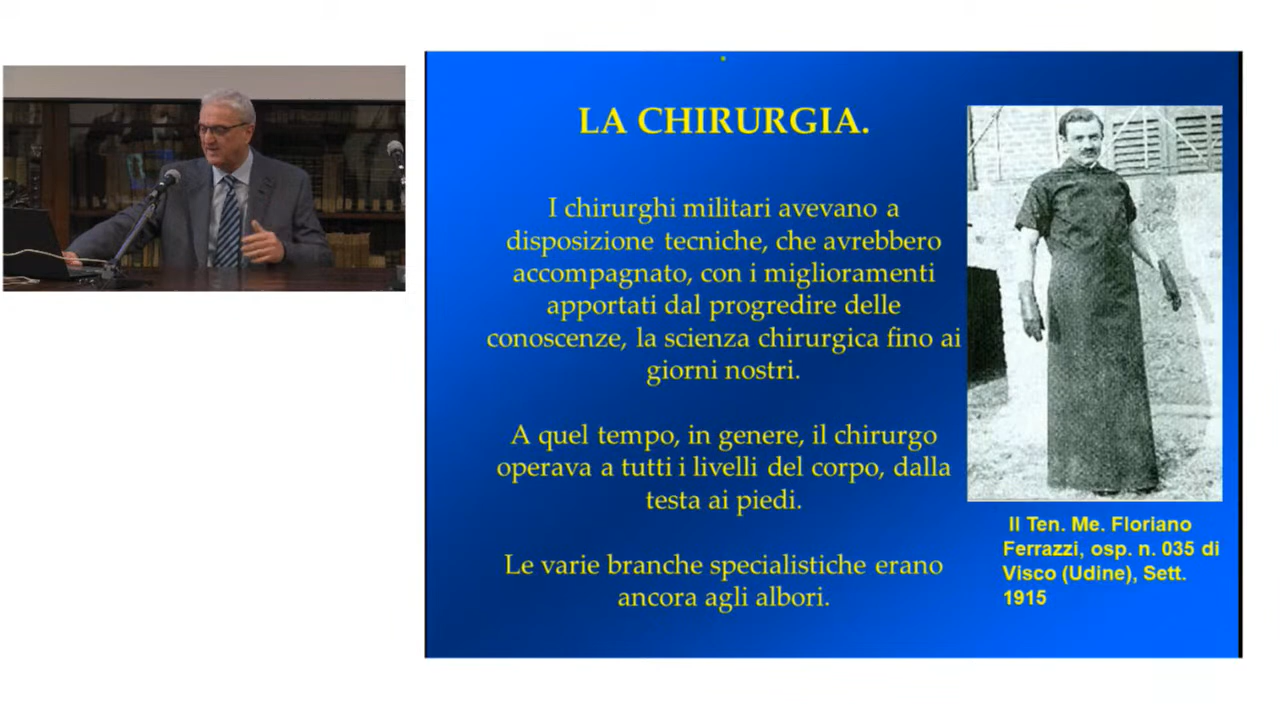 LA CHIRURGIA.
I chirurghi militari avevano a
disposizione tecniche, che avrebbero
accompagnato, con i miglioramenti
apportati dal progredire delle
conoscenze, la scienza chirurgica fino ai
giorni nostri.
A quel tempo, in genere, il chirurgo
operava a tutti i livelli del corpo, dalla
testa ai piedi.
Le varie branche specialistiche erano
ancora agli albori.
Il Ten. Me. Floriano
Ferrazzi, osp. n. 035 di
Visco (Udine), Sett.
1915